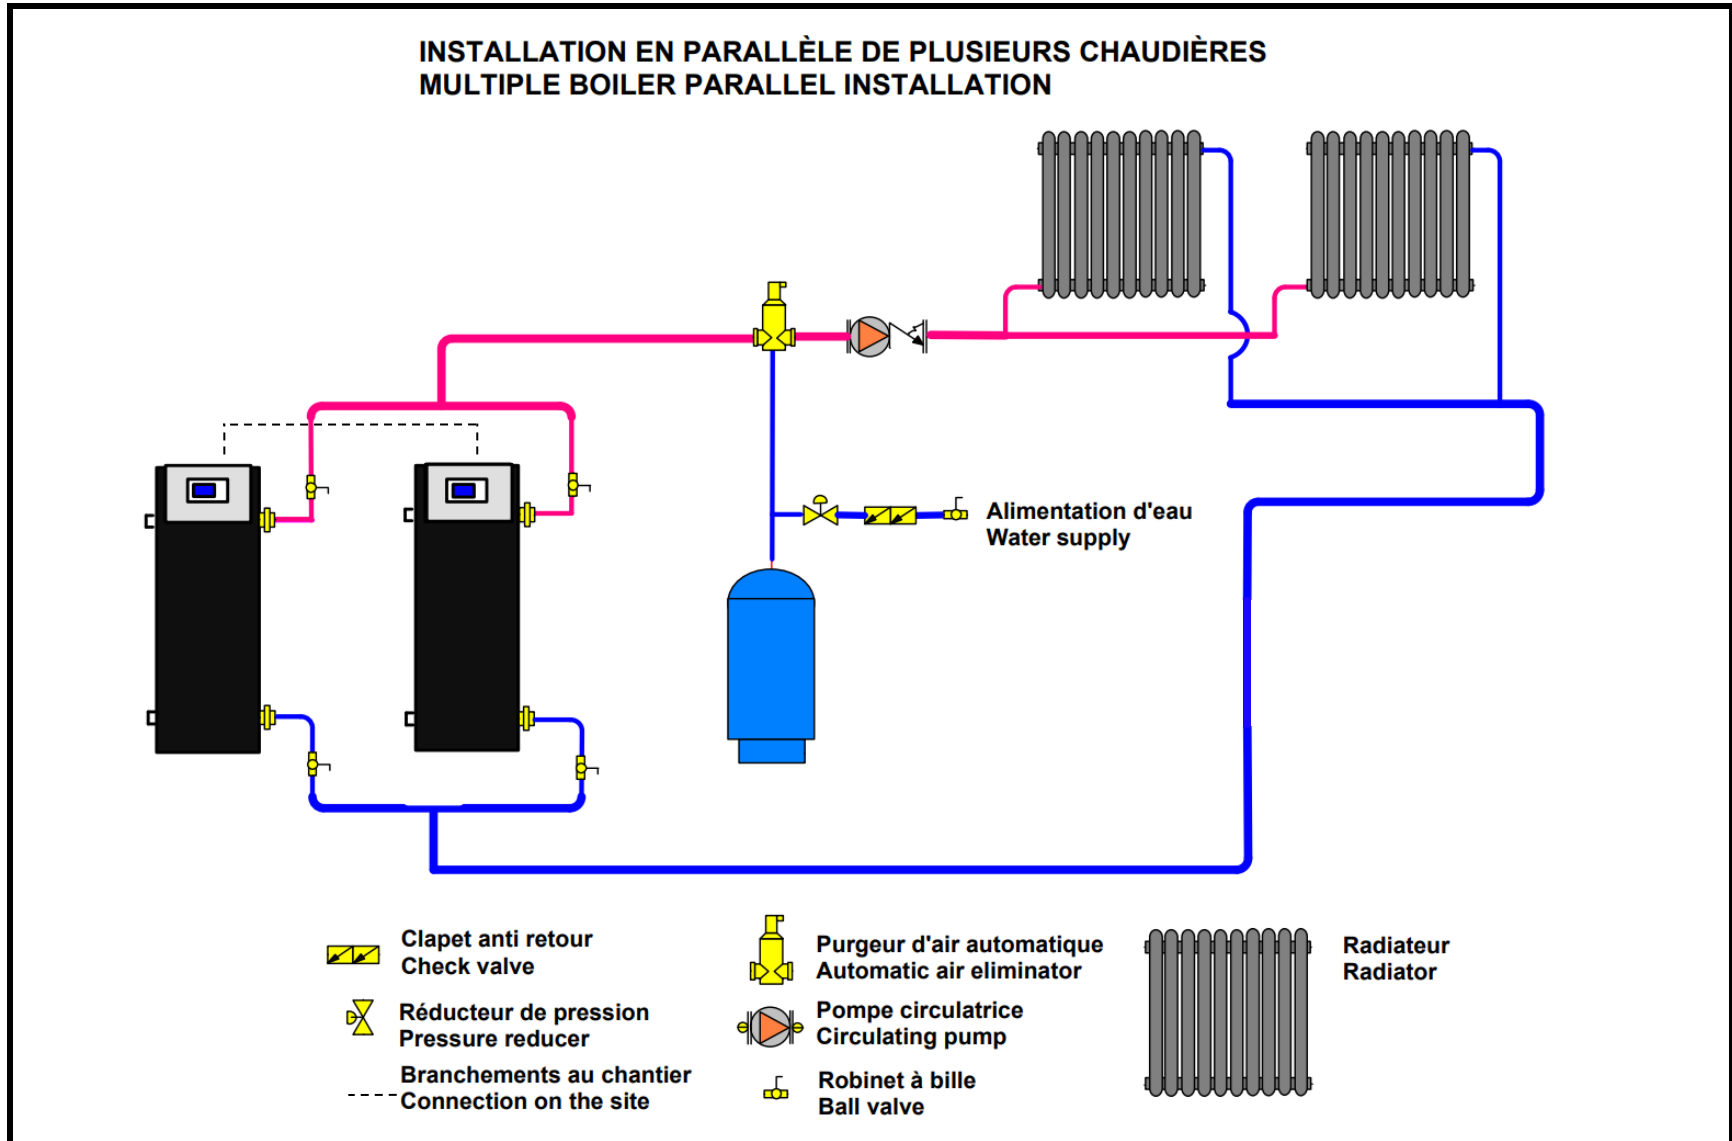 INSTALLATION EN PARALLÈLE DE PLUSIEURS CHAUDIÈRES
MULTIPLE BOILER PARALLEL INSTALLATION
Alimentation d'eau
Water supply
Clapet anti retour
Check valve
Réducteur de pression
Pressure reducer
Branchements au chantier
Connection on the site
Purgeur d'air automatique
Automatic air eliminator
Pompe circulatrice
Circulating pump
Robinet à bille
Ball valve
Radiateur
Radiator